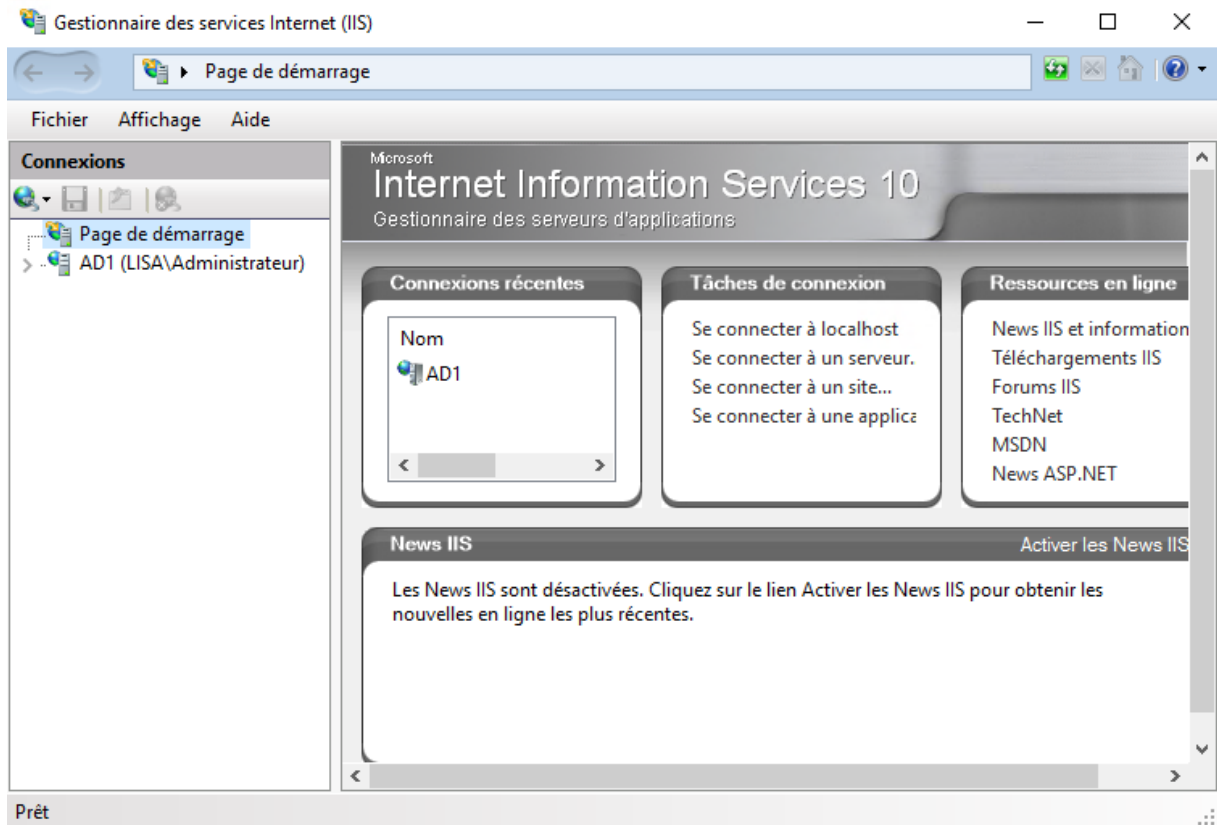 Gestionnaire des services Internet (IIS)
Page de démarrage
Fichier Affichage Aide
Connexions
Page de démarrage
AD1 (LISA\Administrateur)
Microsoft
Internet Information Services 10
Gestionnaire des serveurs d'applications
Connexions récentes
Nom
AD1
Tâches de connexion
Se connecter à localhost
Se connecter à un serveur.
Se connecter à un site...
Se connecter à une applica
Ressources en ligne
News IIS et information
Téléchargements IIS
Forums IIS
TechNet
MSDN
News ASP.NET
News IIS
Activer les News IIS
Les News IIS sont désactivées. Cliquez sur le lien Activer les News IIS pour obtenir les
nouvelles en ligne les plus récentes.
Prêt